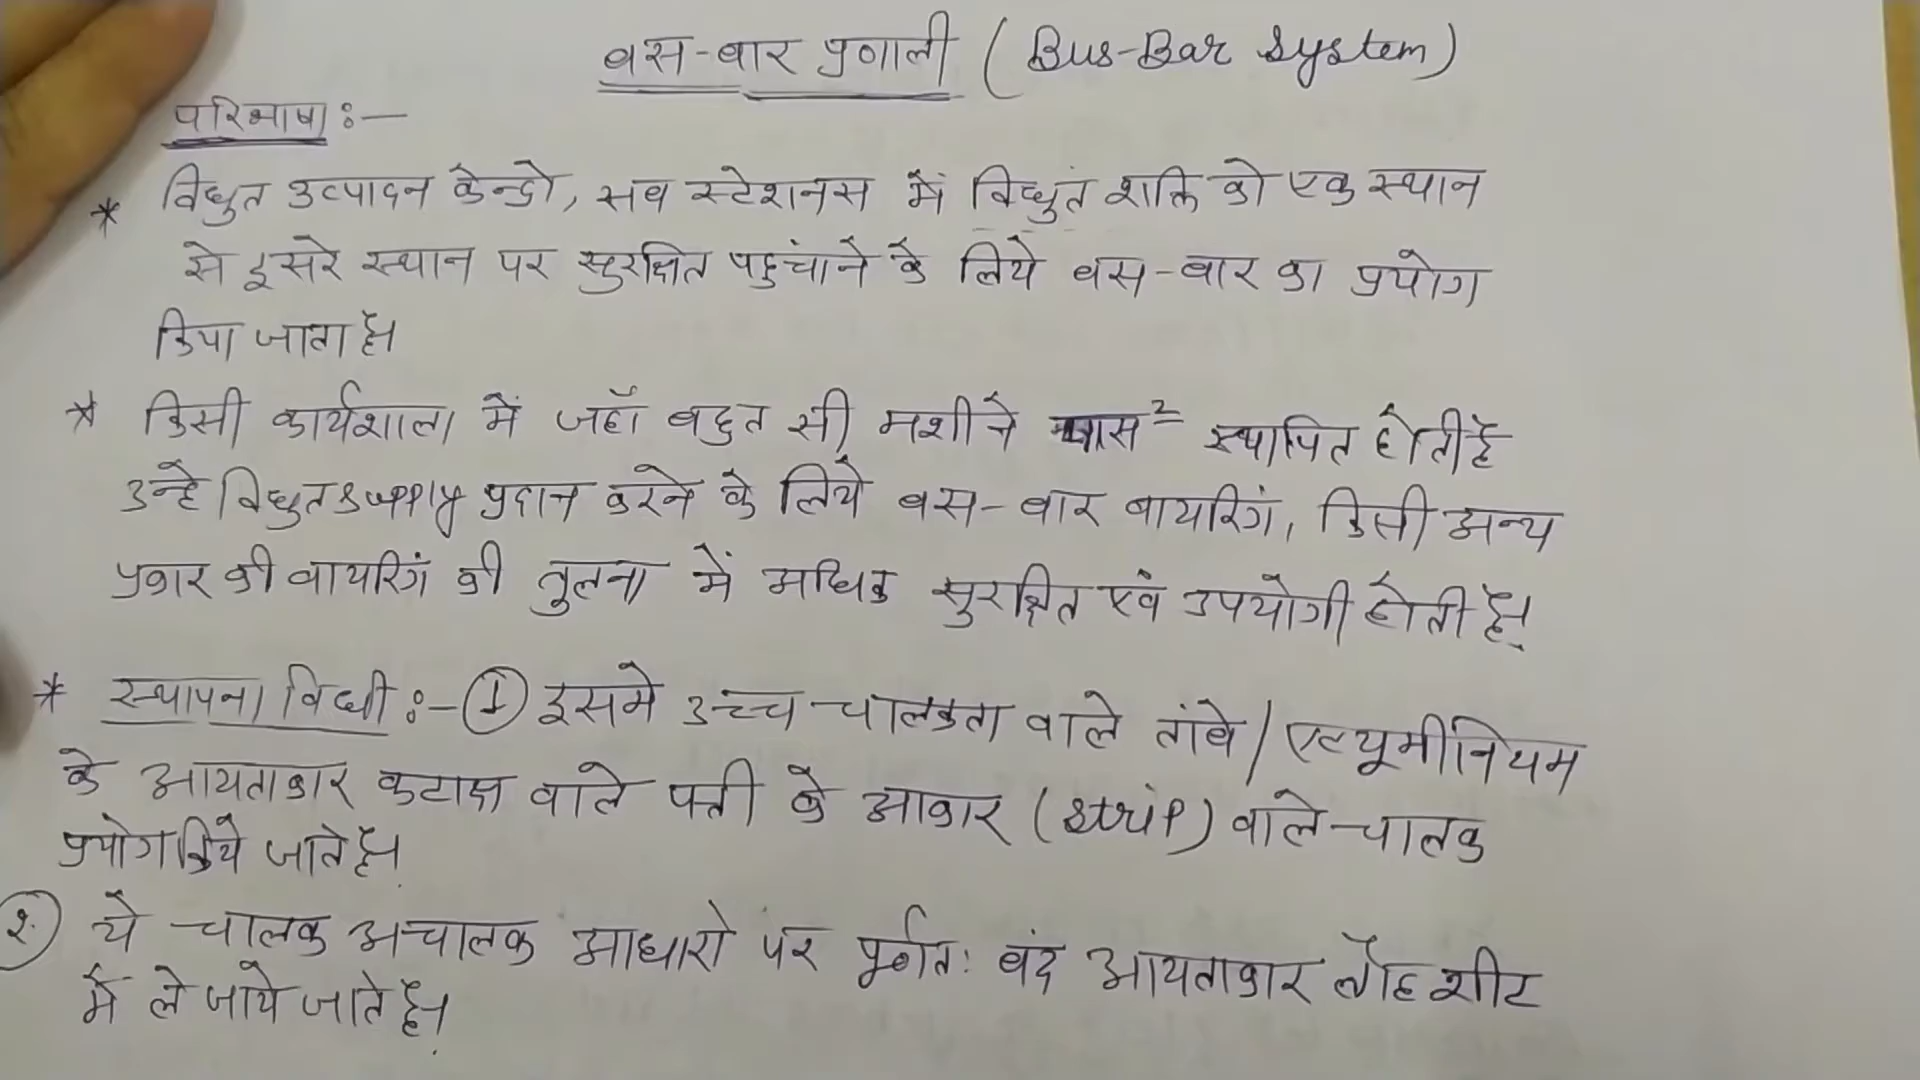 बस-बार प्रणाली ( Bus-Bar System)
परिभाषा :—
* विधुत उत्पादन केन्द्रो, सब स्टेशनस में विधुत शक्ति को एक स्थान
से दूसरे स्थान पर सुरक्षित पहुंचाने के लिये बस-बार का प्रयोग
किया जाता है।
* किसी कार्यशाला में जहाँ बहुत सी मशीने पास² स्थापित होती है
उन्हे विधुत supply प्रदान करने के लिये बस-बार वायरिंग, किसी अन्य
प्रकार की वायरिंग की तुलना में अधिक सुरक्षित एवं उपयोगी होती है।
* स्थापना विधी :- ① इसमे उच्च चालकता वाले तांबे / एल्यूमीनियम
के आयताकार कटाक्ष वाले पत्ती के आकार (strip) वाले चालक
प्रयोग किये जाते है।
२. ये चालक अचालक आधारो पर पूर्णत: बंद आयताकार लौह शीट
में ले जाये जाते है।